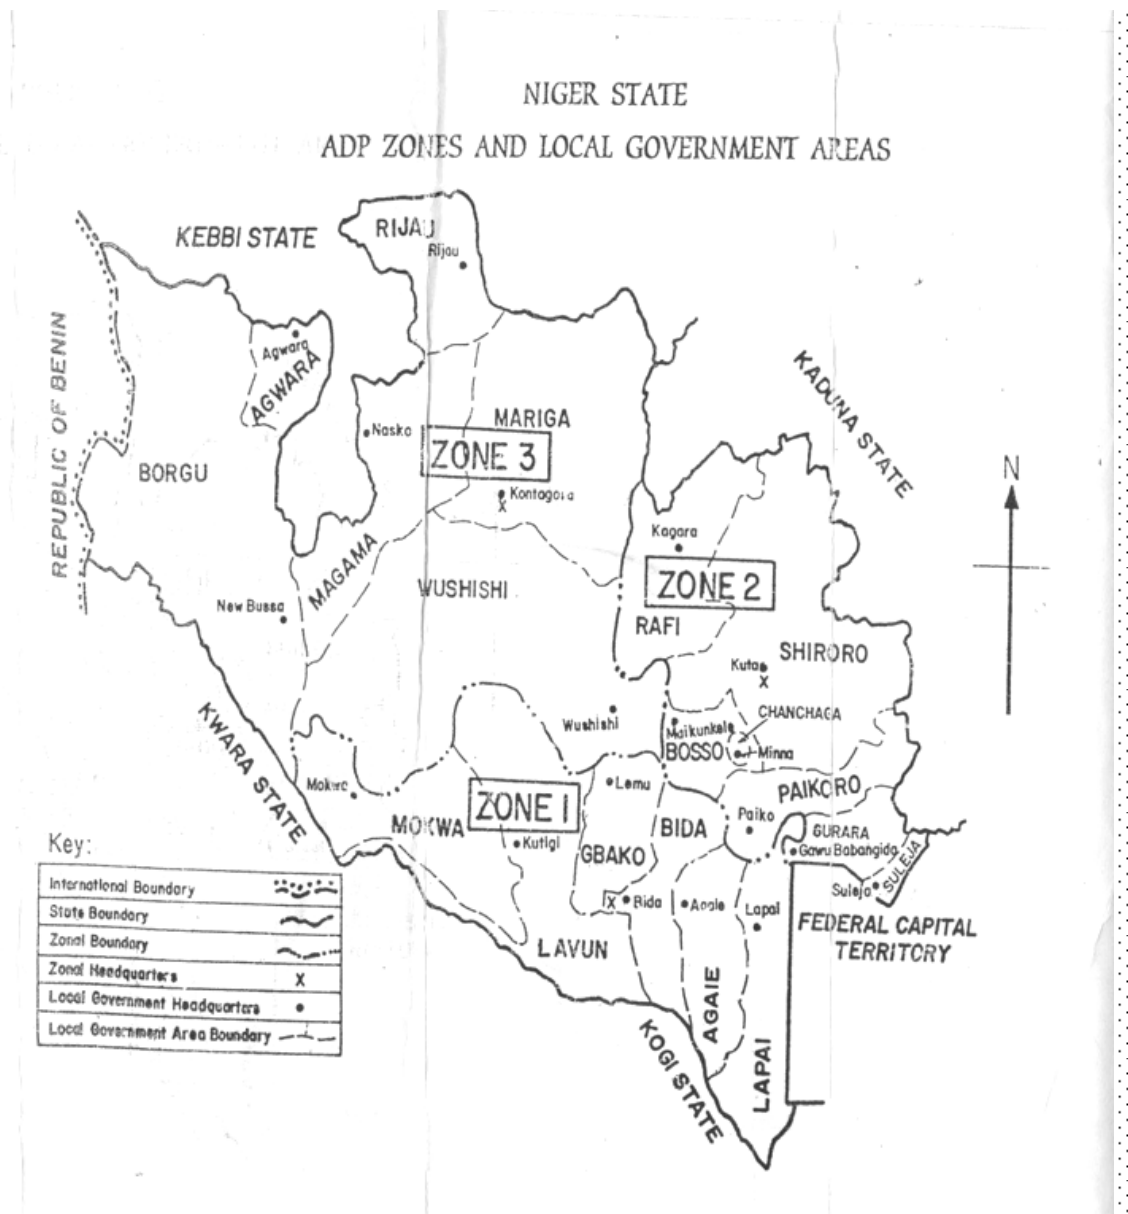 NIGER STATE
ADP ZONES AND LOCAL GOVERNMENT AREAS
KEBBI STATE
RIJAU
Rijau
REPUBLIC OF BENIN
Agwara
AGWARA
KADUNA STATE
Nasko
MARIGA
ZONE 3
BORGU
Kontagora
X
N
Kagara
ZONE 2
MAGAMA
WUSHISHI
New Bussa
RAFI
SHIRORO
Kuta
X
KWARA STATE
Wushishi
CHANCHAGA
Maikunkele
BOSSO
Minna
Mokwa
Lemu
PAIKORO
ZONE 1
MOKWA
BIDA
Paiko
GURARA
Kutigi
GBAKO
Gawu Babangida
SULEJA
Suleja
X
Bida
Agaie
Lapai
LAVUN
FEDERAL CAPITAL
TERRITORY
AGAIE
LAPAI
KOGI STATE
Key:
International Boundary
State Boundary
Zonal Boundary
Zonal Headquarters X
Local Government Headquarters
Local Government Area Boundary